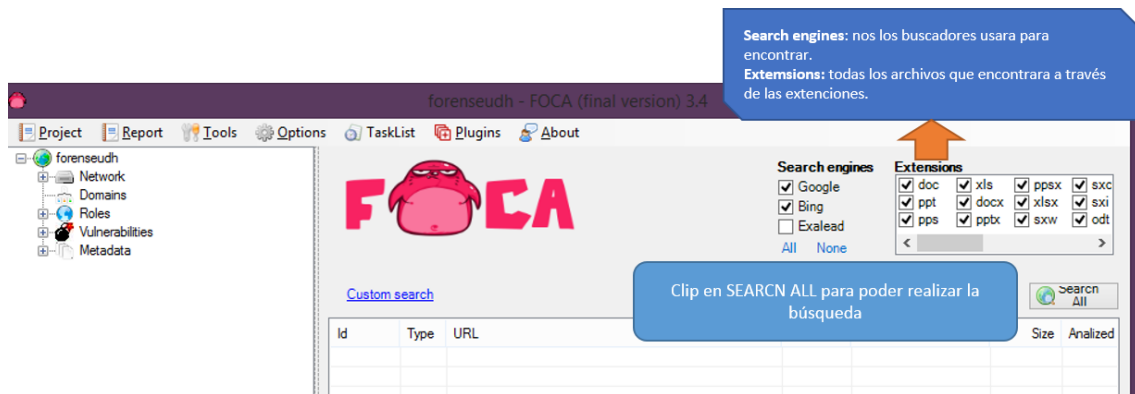 Search engines: nos los buscadores usara para
encontrar.
Extemsions: todas los archivos que encontrara a través
de las extenciones.
forenseudh - FOCA (final version) 3.4
Project Report Tools Options TaskList Plugins About
forenseudh
Network
Domains
Roles
Vulnerabilities
Metadata
FOCA
Search engines
Google
Bing
Exalead
All None
Extensions
doc xls ppsx sxc
ppt docx xlsx sxi
pps pptx sxw odt
Custom search
Clip en SEARCN ALL para poder realizar la
búsqueda
Search
All
Id Type URL Size Analized